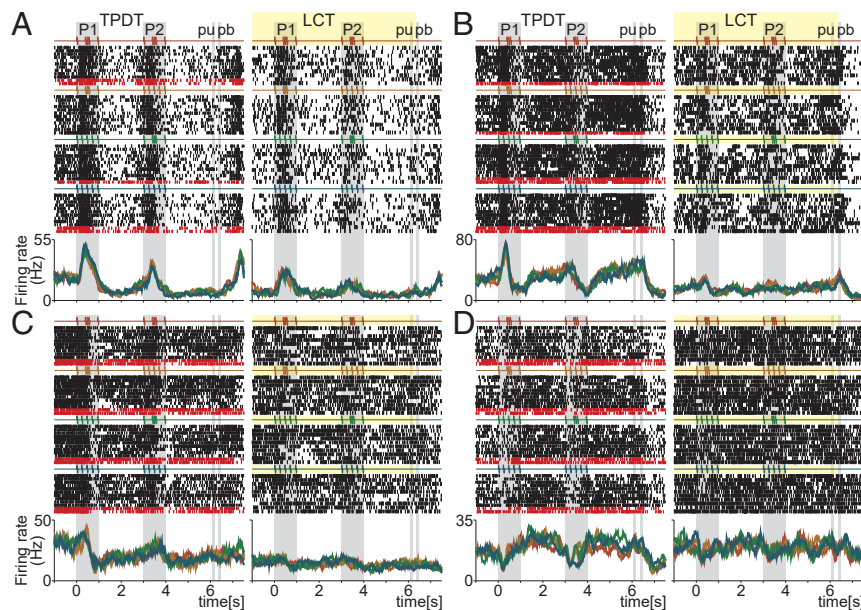 A TPDT LCT B TPDT LCT
P1 P2 pu pb P1 P2 pu pb P1 P2 pu pb P1 P2 pu pb
55 80
Firing rate (Hz)
0 0
C D
50 35
Firing rate (Hz)
0 0
0 2 4 6 0 2 4 6 0 2 4 6 0 2 4 6
time[s] time[s]